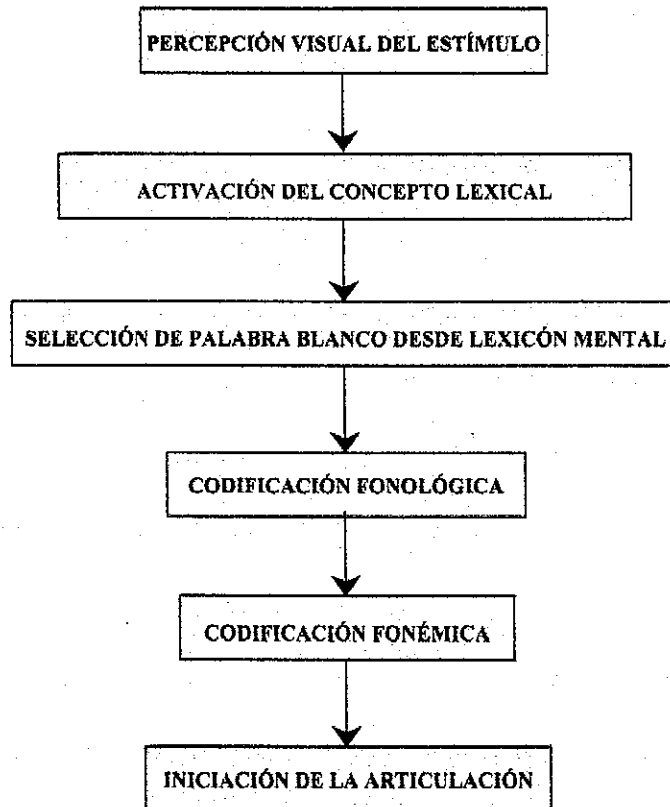 PERCEPCIÓN VISUAL DEL ESTÍMULO
ACTIVACIÓN DEL CONCEPTO LEXICAL
SELECCIÓN DE PALABRA BLANCO DESDE LEXICÓN MENTAL
CODIFICACIÓN FONOLÓGICA
CODIFICACIÓN FONÉMICA
INICIACIÓN DE LA ARTICULACIÓN